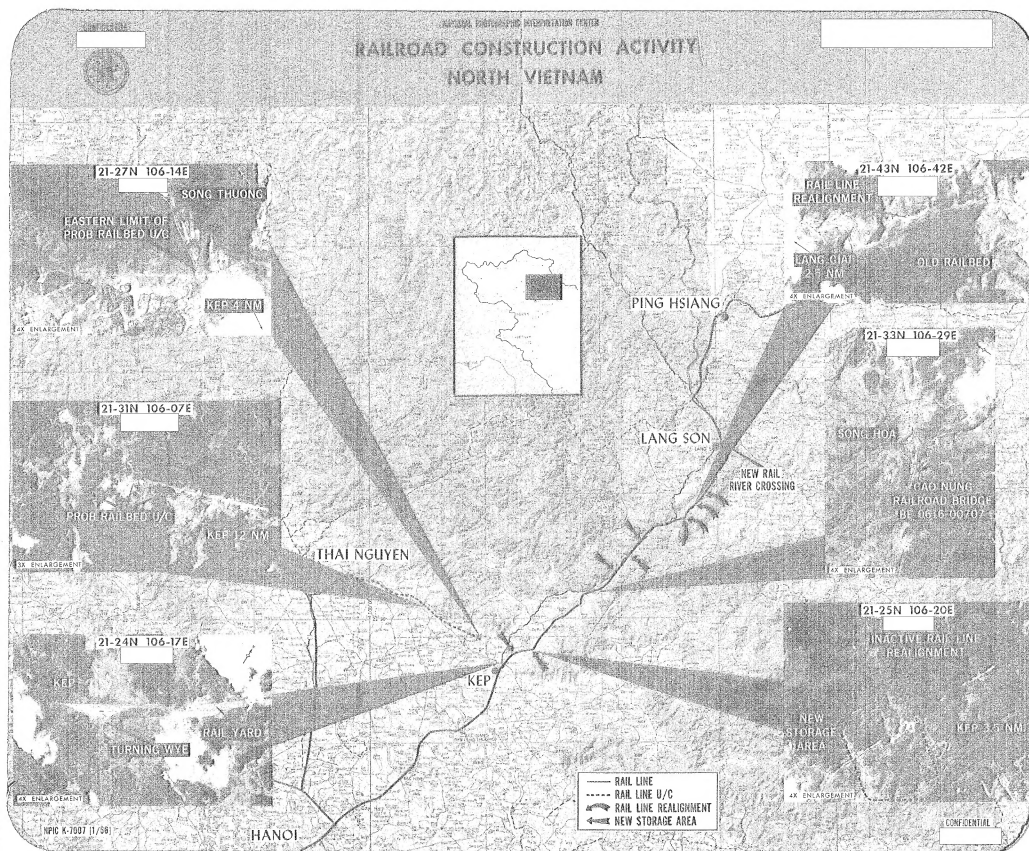 CONFIDENTIAL
NATIONAL PHOTOGRAPHIC INTERPRETATION CENTER
RAILROAD CONSTRUCTION ACTIVITY
NORTH VIETNAM
21-27N 106-14E
SONG THUONG
EASTERN LIMIT OF
PROB RAILBED U/C
KEP 4 NM
4X ENLARGEMENT
21-31N 106-07E
PROB RAILBED U/C
KEP 12 NM
3X ENLARGEMENT
21-24N 106-17E
KEP
RAIL YARD
TURNING WYE
4X ENLARGEMENT
NPIC K-7007
PING HSIANG
LANG SON
NEW RAIL
RIVER CROSSING
THAI NGUYEN
KEP
HANOI
RAIL LINE
RAIL LINE U/C
RAIL LINE REALIGNMENT
NEW STORAGE AREA
21-43N 106-42E
RAIL LINE
REALIGNMENT
LANG GIAI
2.5 NM
OLD RAILBED
4X ENLARGEMENT
21-33N 106-29E
SONG HOA
CAO NUNG
RAILROAD BRIDGE
4X ENLARGEMENT
21-25N 106-20E
INACTIVE RAIL LINE
REALIGNMENT
NEW
STORAGE
AREA
KEP 3.5 NM
4X ENLARGEMENT
CONFIDENTIAL